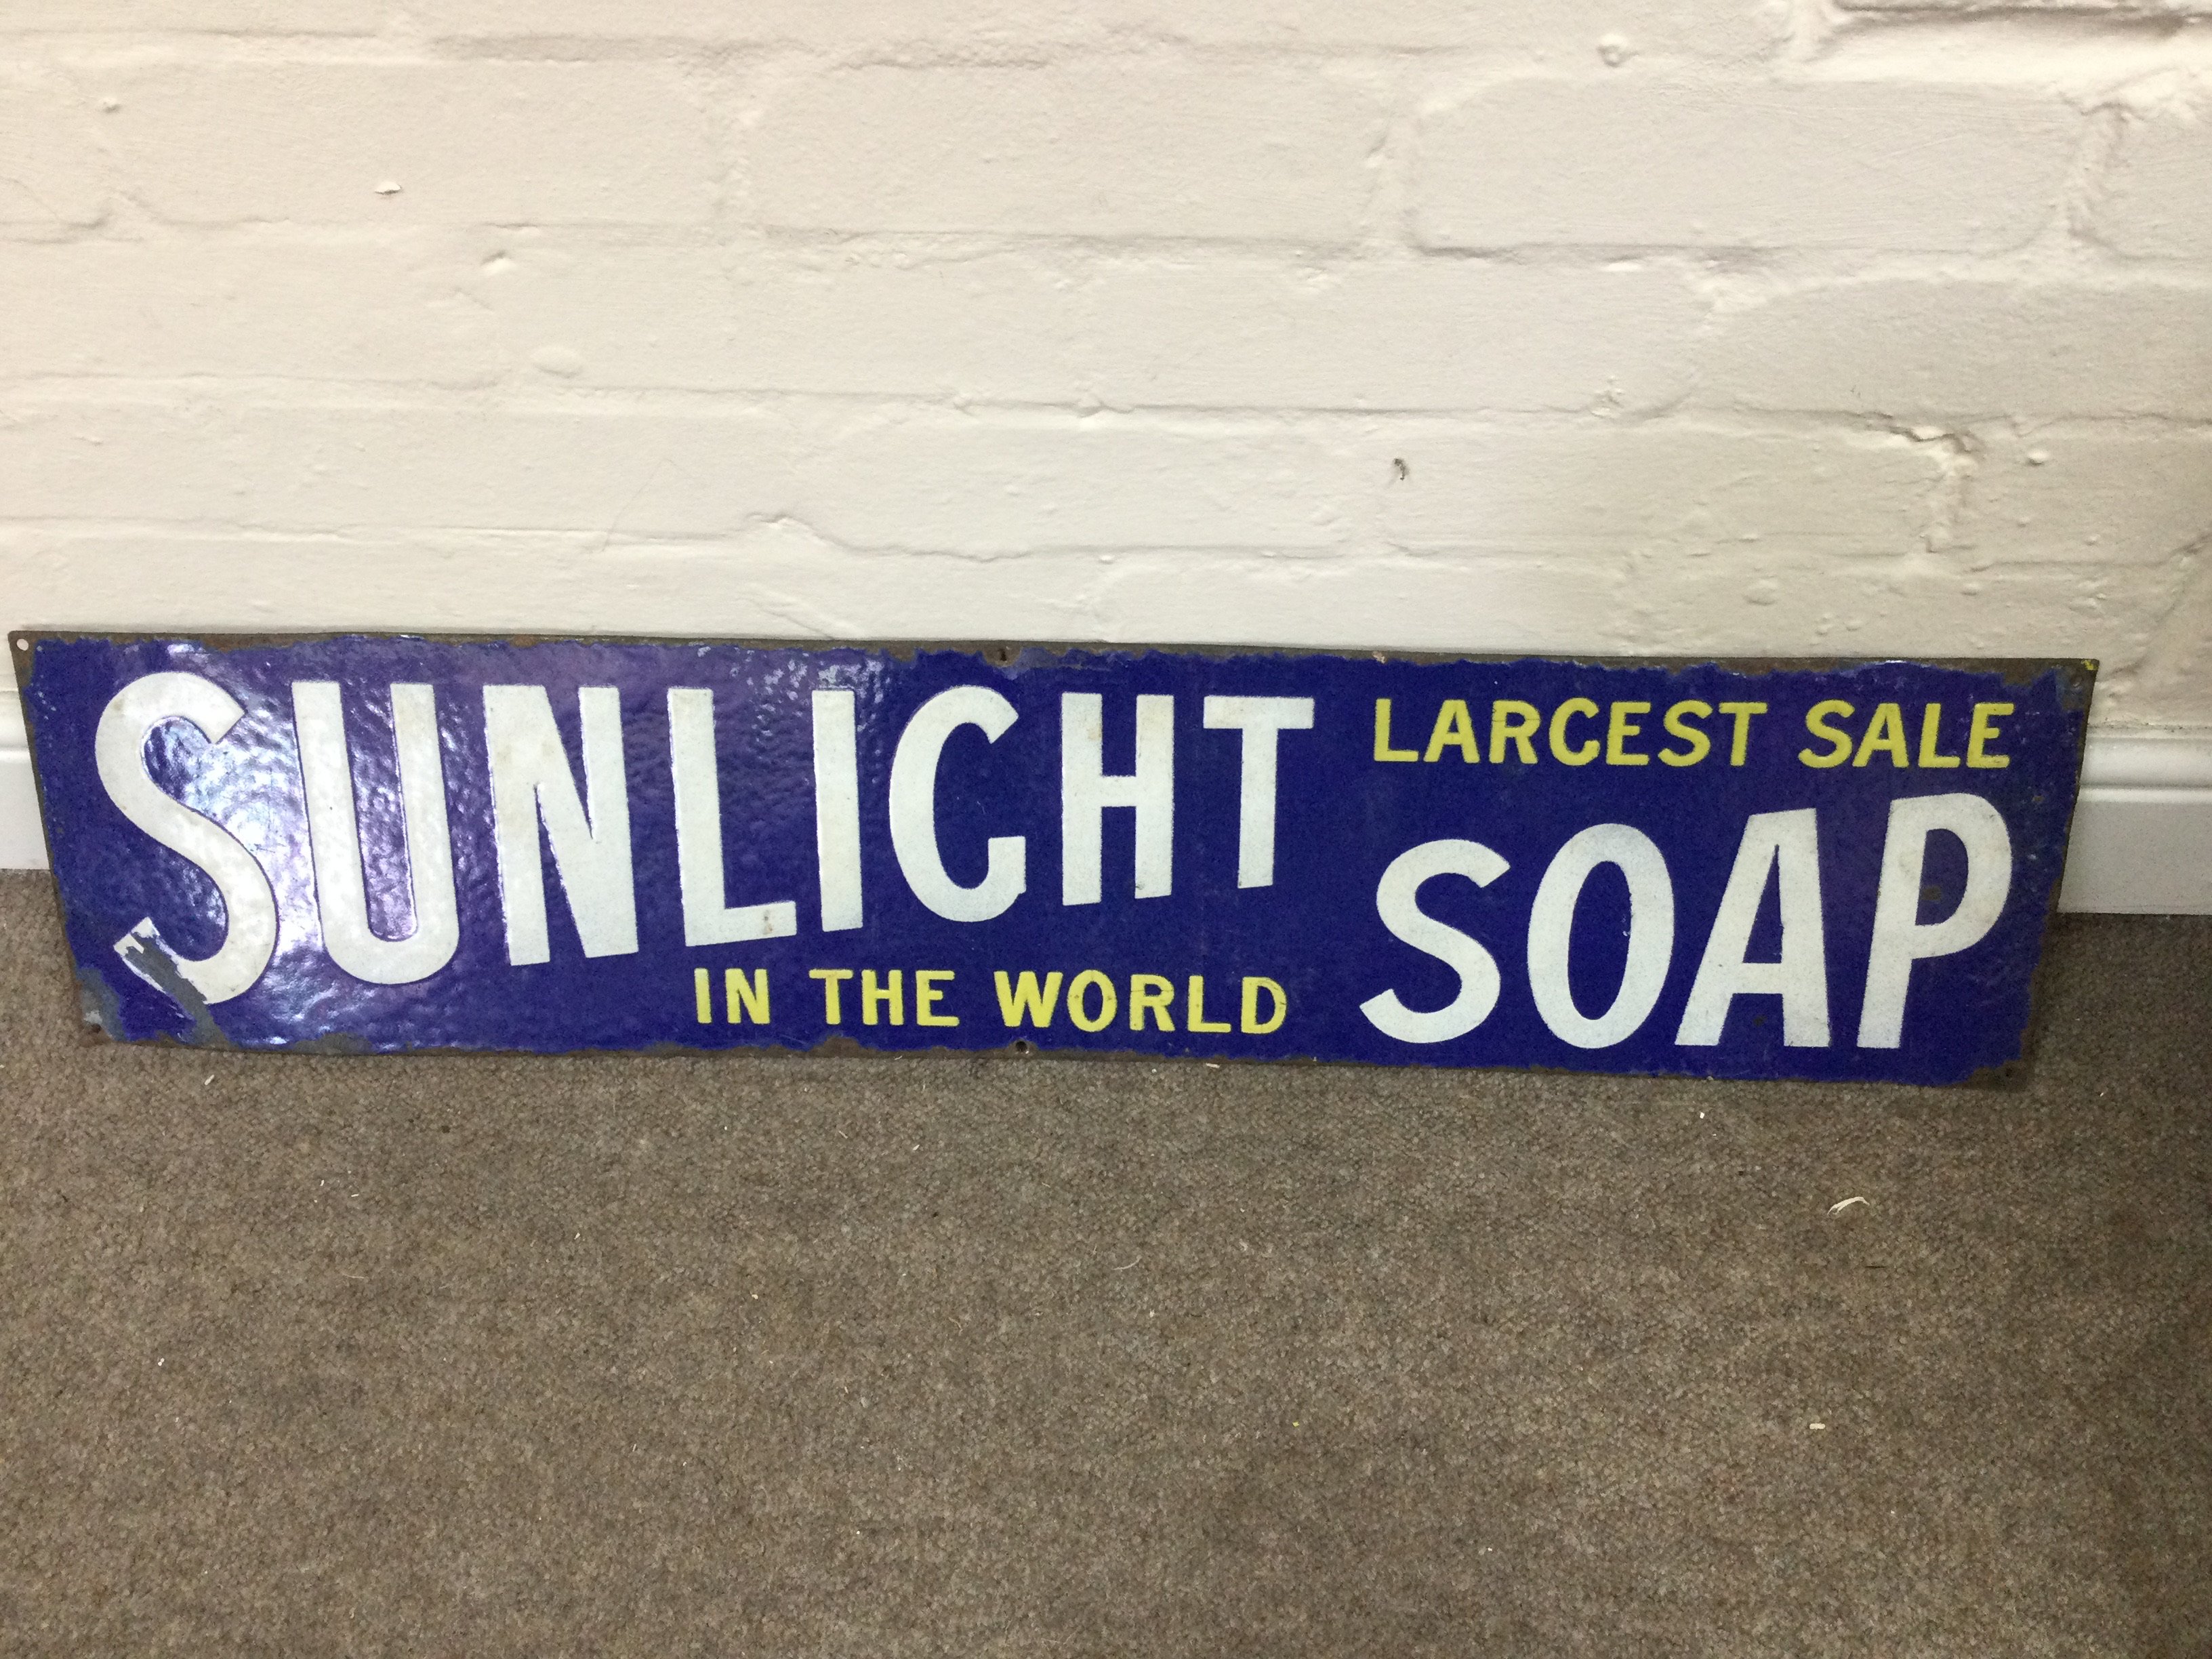 SUNLIGHT SOAP
LARGEST SALE
IN THE WORLD